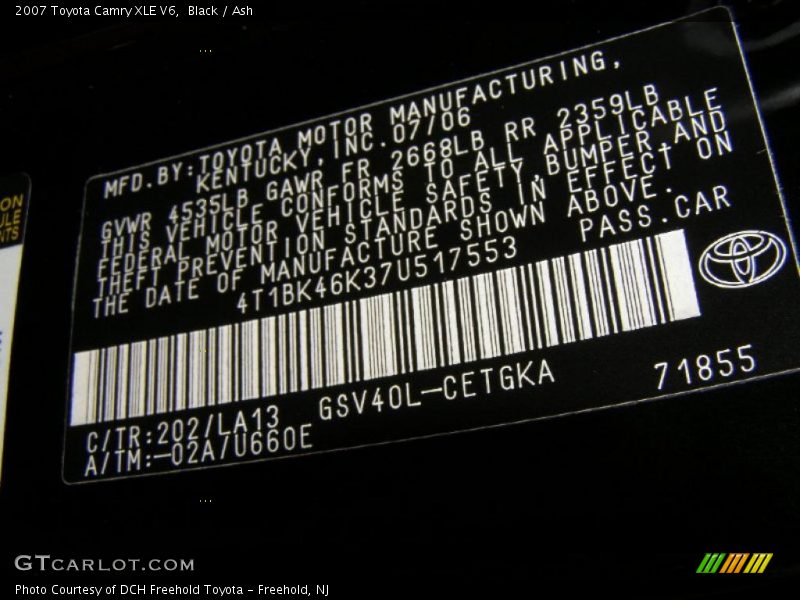 2007 Toyota Camry XLE V6, Black / Ash
...
MFD.BY:TOYOTA MOTOR MANUFACTURING,
KENTUCKY,INC.07/06
GVWR 4535LB GAWR FR 2668LB RR 2359LB
THIS VEHICLE CONFORMS TO ALL APPLICABLE
FEDERAL MOTOR VEHICLE SAFETY,BUMPER,AND
THEFT PREVENTION STANDARDS IN EFFECT ON
THE DATE OF MANUFACTURE SHOWN ABOVE.
4T1BK46K37U517553 PASS.CAR
C/TR:202/LA13 GSV40L-CETGKA 71855
A/TM:-02A/U660E
ON
ULE
NTS
...
GTCARLOT.COM
Photo Courtesy of DCH Freehold Toyota - Freehold, NJ